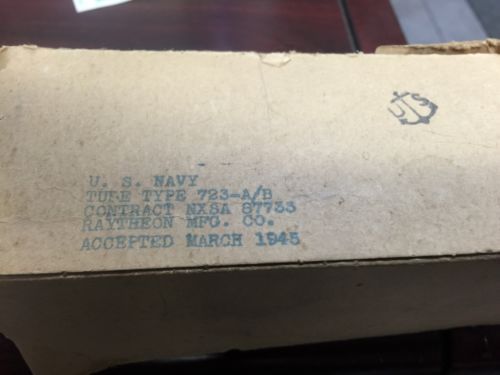 U S
U. S. NAVY
TUBE TYPE 723-A/B
CONTRACT NXSA 87733
RAYTHEON MFG. CO.
ACCEPTED MARCH 1945